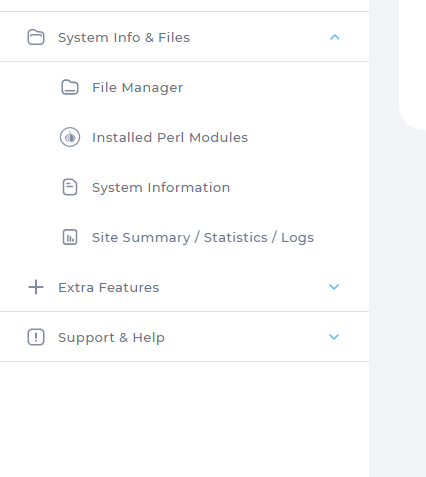 System Info & Files
File Manager
Installed Perl Modules
System Information
Site Summary / Statistics / Logs
Extra Features
Support & Help